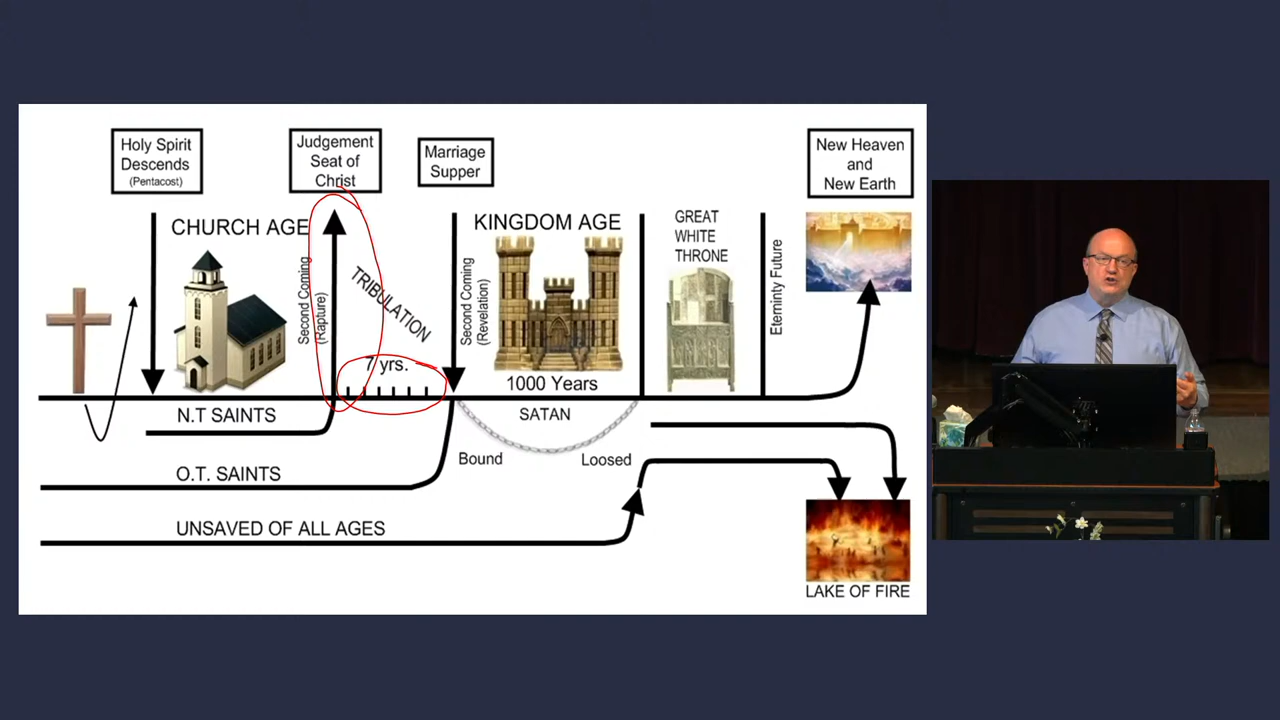 Holy Spirit
Descends
(Pentacost)
Judgement
Seat of
Christ
Marriage
Supper
New Heaven
and
New Earth
CHURCH AGE
Second Coming
(Rapture)
TRIBULATION
7 yrs.
Second Coming
(Revelation)
KINGDOM AGE
1000 Years
GREAT
WHITE
THRONE
Eterninty Future
N.T SAINTS
SATAN
Bound
Loosed
O.T. SAINTS
UNSAVED OF ALL AGES
LAKE OF FIRE